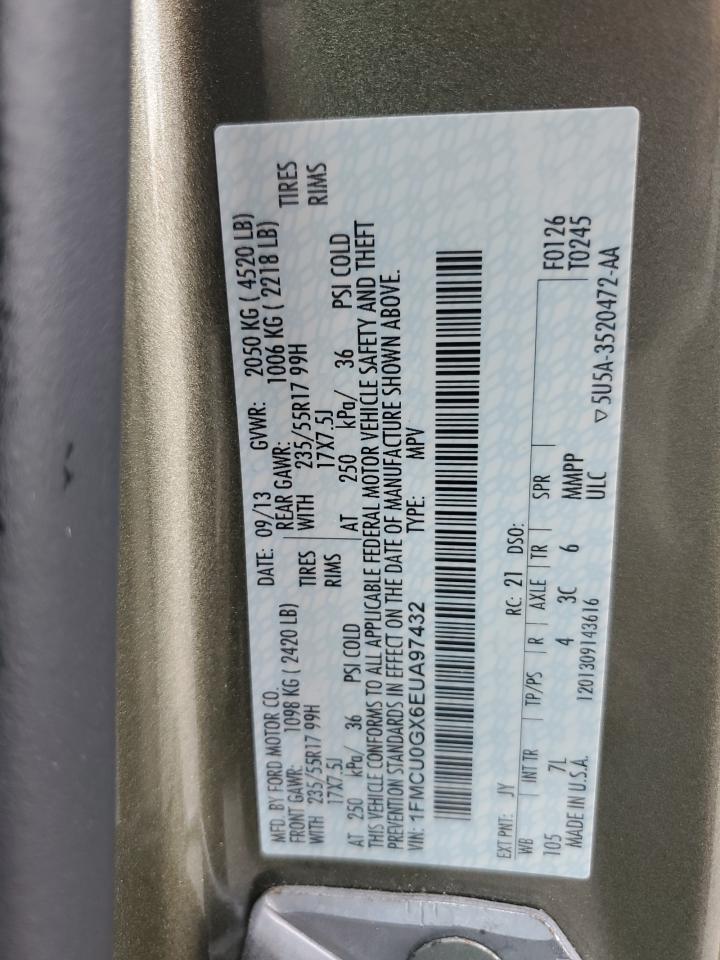 MFD. BY FORD MOTOR CO.
DATE: 09/13 GVWR: 2050 KG ( 4520 LB)
FRONT GAWR: 1098 KG ( 2420 LB)
REAR GAWR: 1006 KG ( 2218 LB)
WITH 235/55R17 99H TIRES
WITH 235/55R17 99H TIRES
17X7.5J RIMS
17X7.5J RIMS
AT 250 kPa/ 36 PSI COLD
AT 250 kPa/ 36 PSI COLD
THIS VEHICLE CONFORMS TO ALL APPLICABLE FEDERAL MOTOR VEHICLE SAFETY AND THEFT
PREVENTION STANDARDS IN EFFECT ON THE DATE OF MANUFACTURE SHOWN ABOVE.
VIN: 1FMCU0GX6EUA97432 TYPE: MPV
EXT PNT: JY RC: 21 DSO: F0126
T0245
WB INT TR TP/PS R AXLE TR SPR
105 7L 4 3C 6 MMPP
MADE IN U.S.A. 1201309143616 ULC ▽5U5A-3520472-AA